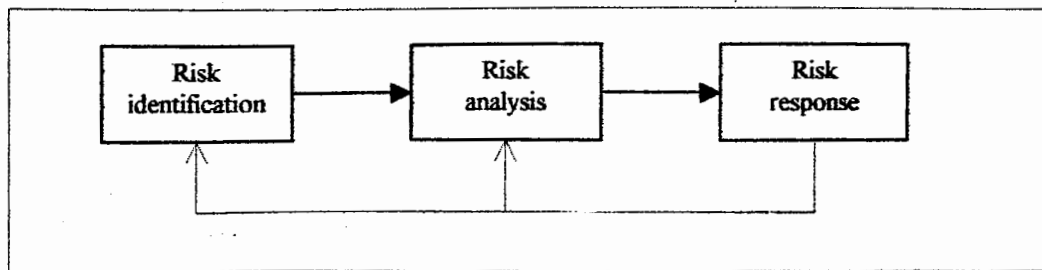 Risk
identification
Risk
analysis
Risk
response